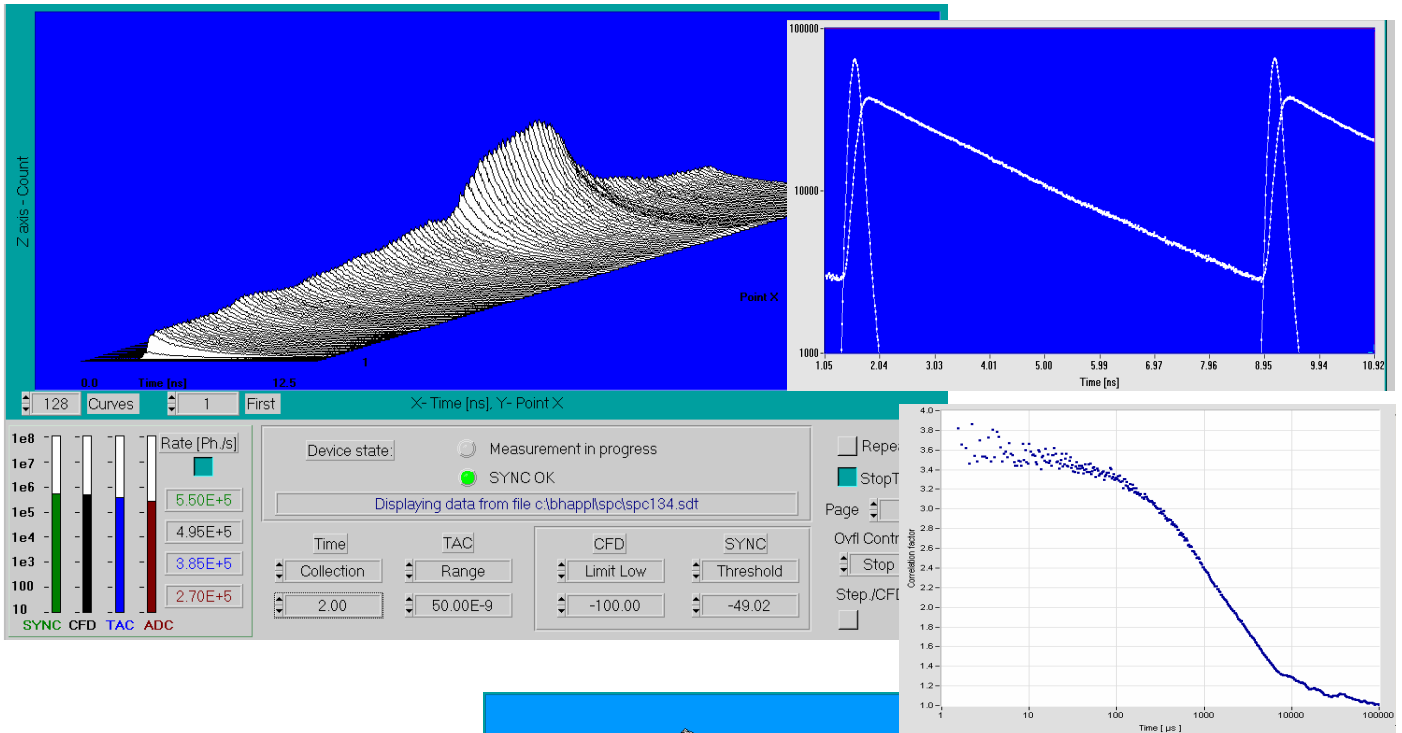 Z axis - Count
Point X
1
0.0 Time [ns] 12.5
128 Curves 1 First
X- Time [ns], Y- Point X
100000
10000
1000
1.05 2.04 3.03 4.01 5.00 5.99 6.97 7.96 8.95 9.94 10.92
Time [ns]
1e8
1e7
1e6
1e5
1e4
1e3
100
10
SYNC CFD TAC ADC
Rate [Ph./s]
5.50E+5
4.95E+5
3.85E+5
2.70E+5
Device state:
Measurement in progress
SYNC OK
Displaying data from file c:\bhappl\spc\spc134.sdt
Time TAC CFD SYNC
Collection Range Limit Low Threshold
2.00 50.00E-9 -100.00 -49.02
Repea
StopT
Page
Ovfl Contr
Stop
Step./CFD
4.0
3.8
3.6
3.4
3.2
3.0
2.8
2.6
2.4
2.2
2.0
1.8
1.6
1.4
1.2
1.0
Correlation factor
1 10 100 1000 10000 100000
Time [ µs ]